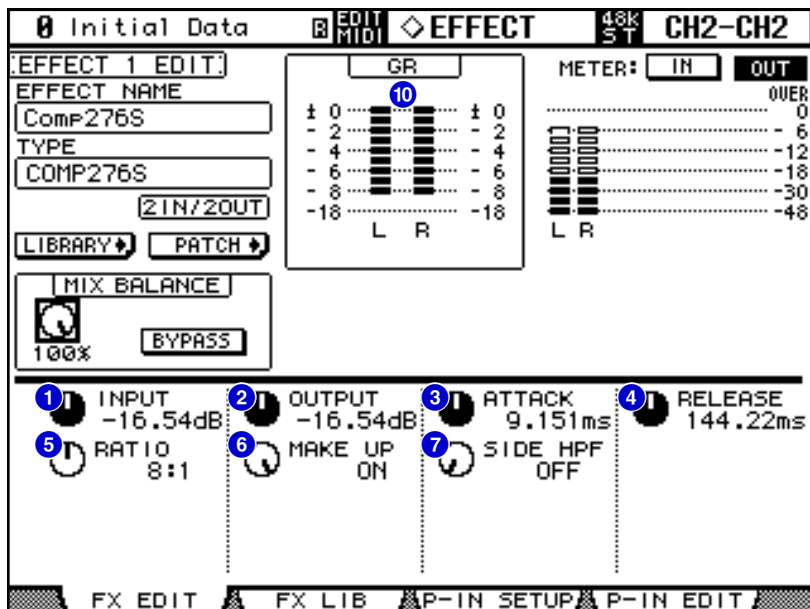 0 Initial Data R EDIT MIDI ◇EFFECT 48k ST CH2-CH2
EFFECT 1 EDIT
EFFECT NAME
Comp276S
TYPE
COMP276S
2IN/2OUT
LIBRARY PATCH
MIX BALANCE
100%
BYPASS
GR
10
± 0 ± 0
- 2 - 2
- 4 - 4
- 6 - 6
- 8 - 8
-18 -18
L R
METER: IN OUT
OVER
0
- 6
-12
-18
-30
-48
L R
1 INPUT
-16.54dB
2 OUTPUT
-16.54dB
3 ATTACK
9.151ms
4 RELEASE
144.22ms
5 RATIO
8:1
6 MAKE UP
ON
7 SIDE HPF
OFF
FX EDIT FX LIB P-IN SETUP P-IN EDIT